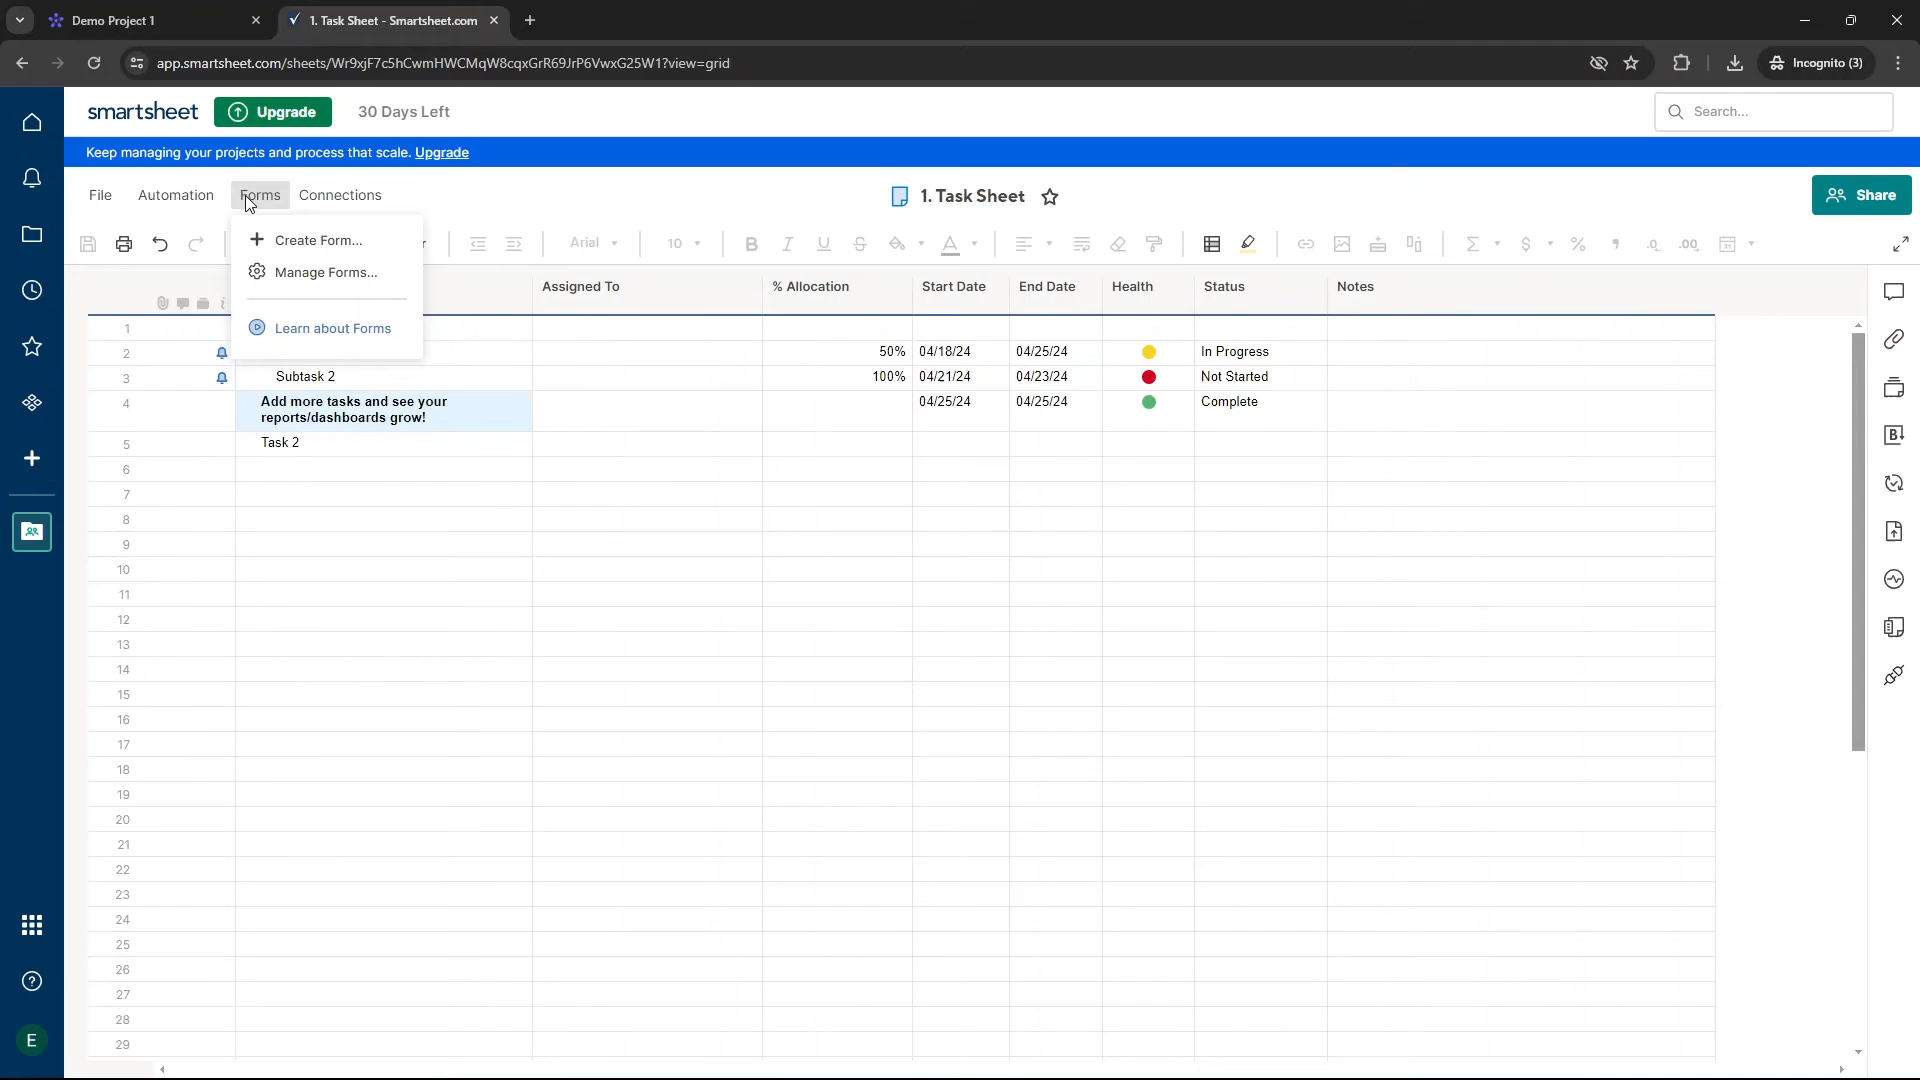 Demo Project 1
1. Task Sheet - Smartsheet.com
app.smartsheet.com/sheets/Wr9xjF7c5hCwmHWCMqW8cqxGrR69JrP6VwxG25W1?view=grid
Incognito (3)
smartsheet
Upgrade
30 Days Left
Search...
Keep managing your projects and process that scale. Upgrade
File
Automation
Forms
Connections
1. Task Sheet
Share
Arial
10
Create Form...
Manage Forms...
Learn about Forms
Assigned To
% Allocation
Start Date
End Date
Health
Status
Notes
1
2 50% 04/18/24 04/25/24 In Progress
3 Subtask 2 100% 04/21/24 04/23/24 Not Started
4 Add more tasks and see your 04/25/24 04/25/24 Complete
reports/dashboards grow!
5 Task 2
6
7
8
9
10
11
12
13
14
15
16
17
18
19
20
21
22
23
24
25
26
27
28
29
E